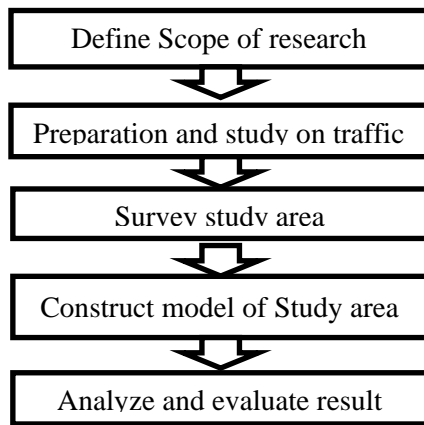 Define Scope of research
Preparation and study on traffic
Survey study area
Construct model of Study area
Analyze and evaluate result